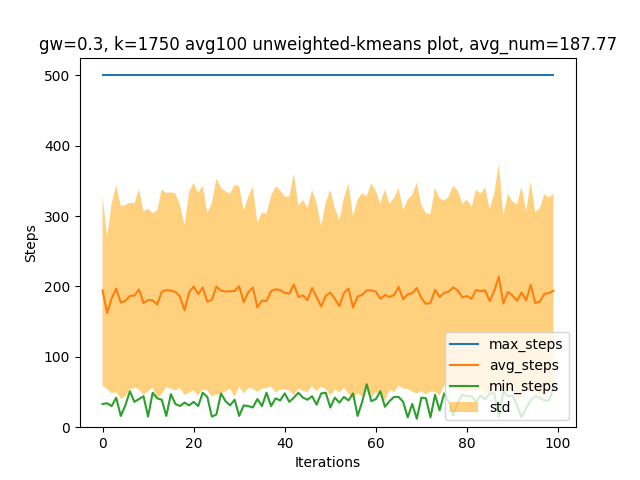 gw=0.3, k=1750 avg100 unweighted-kmeans plot, avg_num=187.77
500
400
300
200
100
0
Steps
0
20
40
60
80
100
Iterations
max_steps
avg_steps
min_steps
std